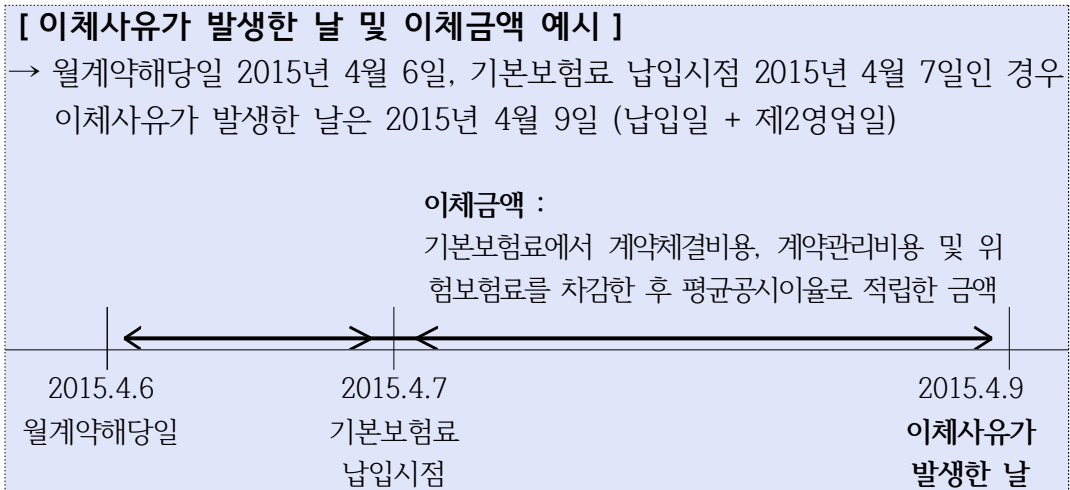 [ 이체사유가 발생한 날 및 이체금액 예시 ]
→ 월계약해당일 2015년 4월 6일, 기본보험료 납입시점 2015년 4월 7일인 경우
이체사유가 발생한 날은 2015년 4월 9일 (납입일 + 제2영업일)
이체금액 :
기본보험료에서 계약체결비용, 계약관리비용 및 위
험보험료를 차감한 후 평균공시이율로 적립한 금액
2015.4.6 2015.4.7 2015.4.9
월계약해당일 기본보험료 이체사유가
납입시점 발생한 날